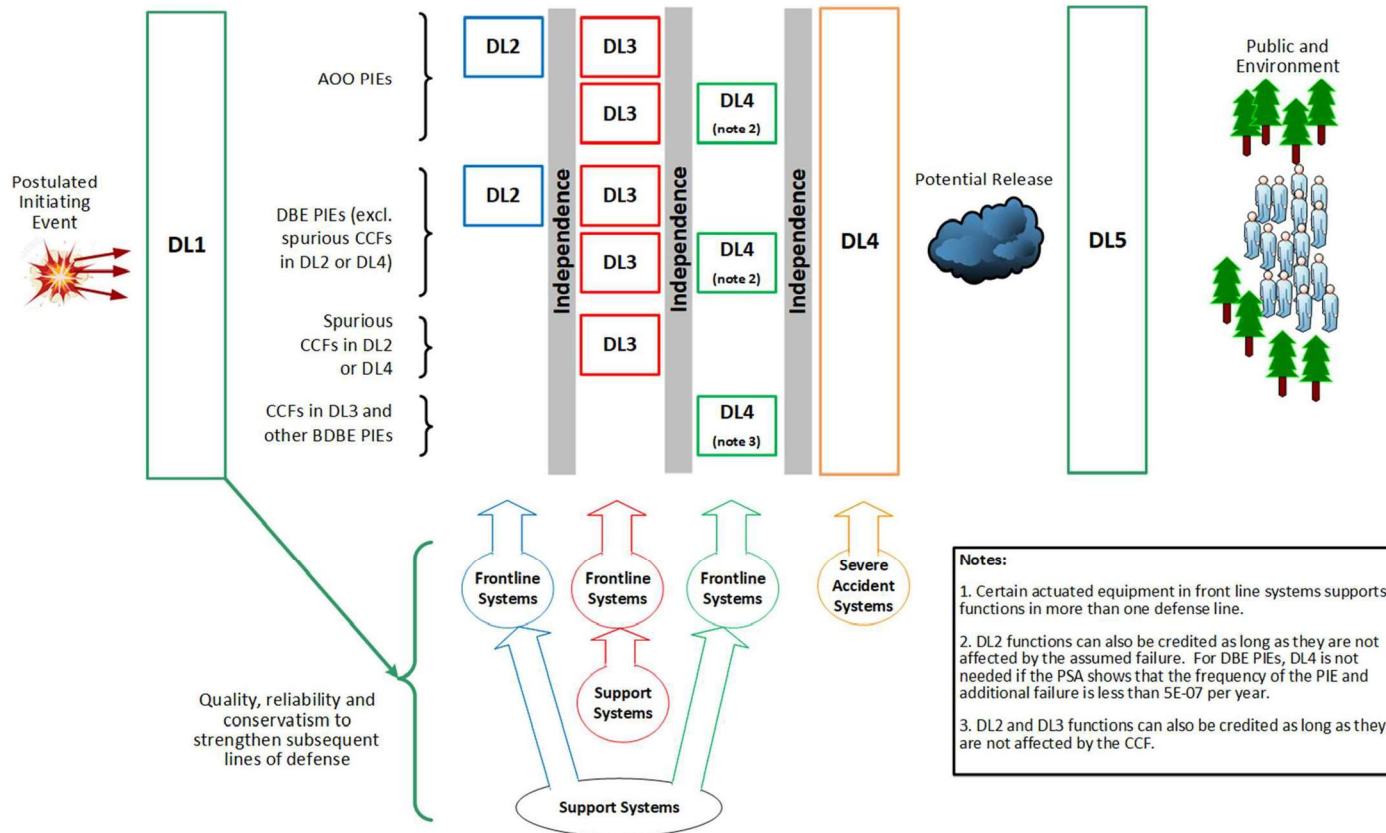 Postulated
Initiating
Event
DL1
AOO PIEs
DBE PIEs (excl.
spurious CCFs
in DL2 or DL4)
Spurious
CCFs in DL2
or DL4
CCFs in DL3 and
other BDBE PIEs
DL2
DL2
Independence
DL3
DL3
DL3
DL3
DL3
Independence
DL4
(note 2)
DL4
(note 2)
DL4
(note 3)
Independence
DL4
Potential Release
DL5
Public and
Environment
Frontline
Systems
Frontline
Systems
Frontline
Systems
Severe
Accident
Systems
Support
Systems
Support Systems
Quality, reliability and
conservatism to
strengthen subsequent
lines of defense
Notes:
1. Certain actuated equipment in front line systems supports
functions in more than one defense line.
2. DL2 functions can also be credited as long as they are not
affected by the assumed failure. For DBE PIEs, DL4 is not
needed if the PSA shows that the frequency of the PIE and
additional failure is less than 5E-07 per year.
3. DL2 and DL3 functions can also be credited as long as they
are not affected by the CCF.